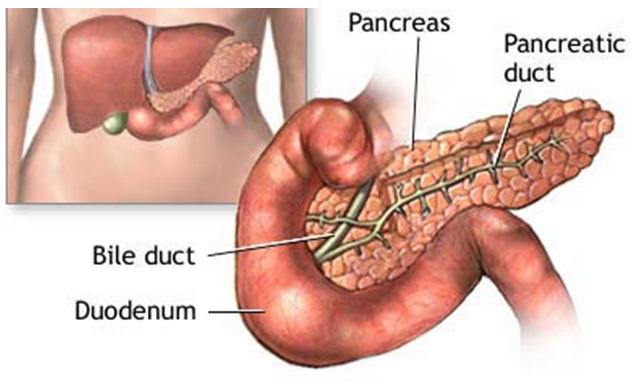 Pancreas
Pancreatic
duct
Bile duct
Duodenum